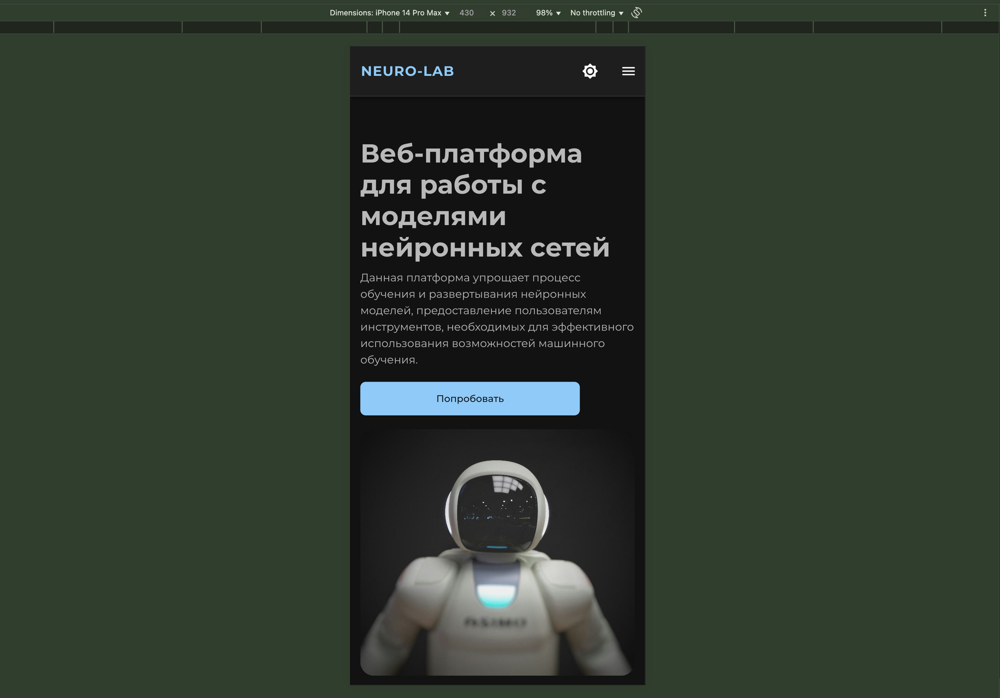 Dimensions: iPhone 14 Pro Max ▼ 430 × 932 98% ▼ No throttling ▼
NEURO-LAB
Веб-платформа
для работы с
моделями
нейронных сетей
Данная платформа упрощает процесс
обучения и развертывания нейронных
моделей, предоставление пользователям
инструментов, необходимых для эффективного
использования возможностей машинного
обучения.
Попробовать
ASIMO